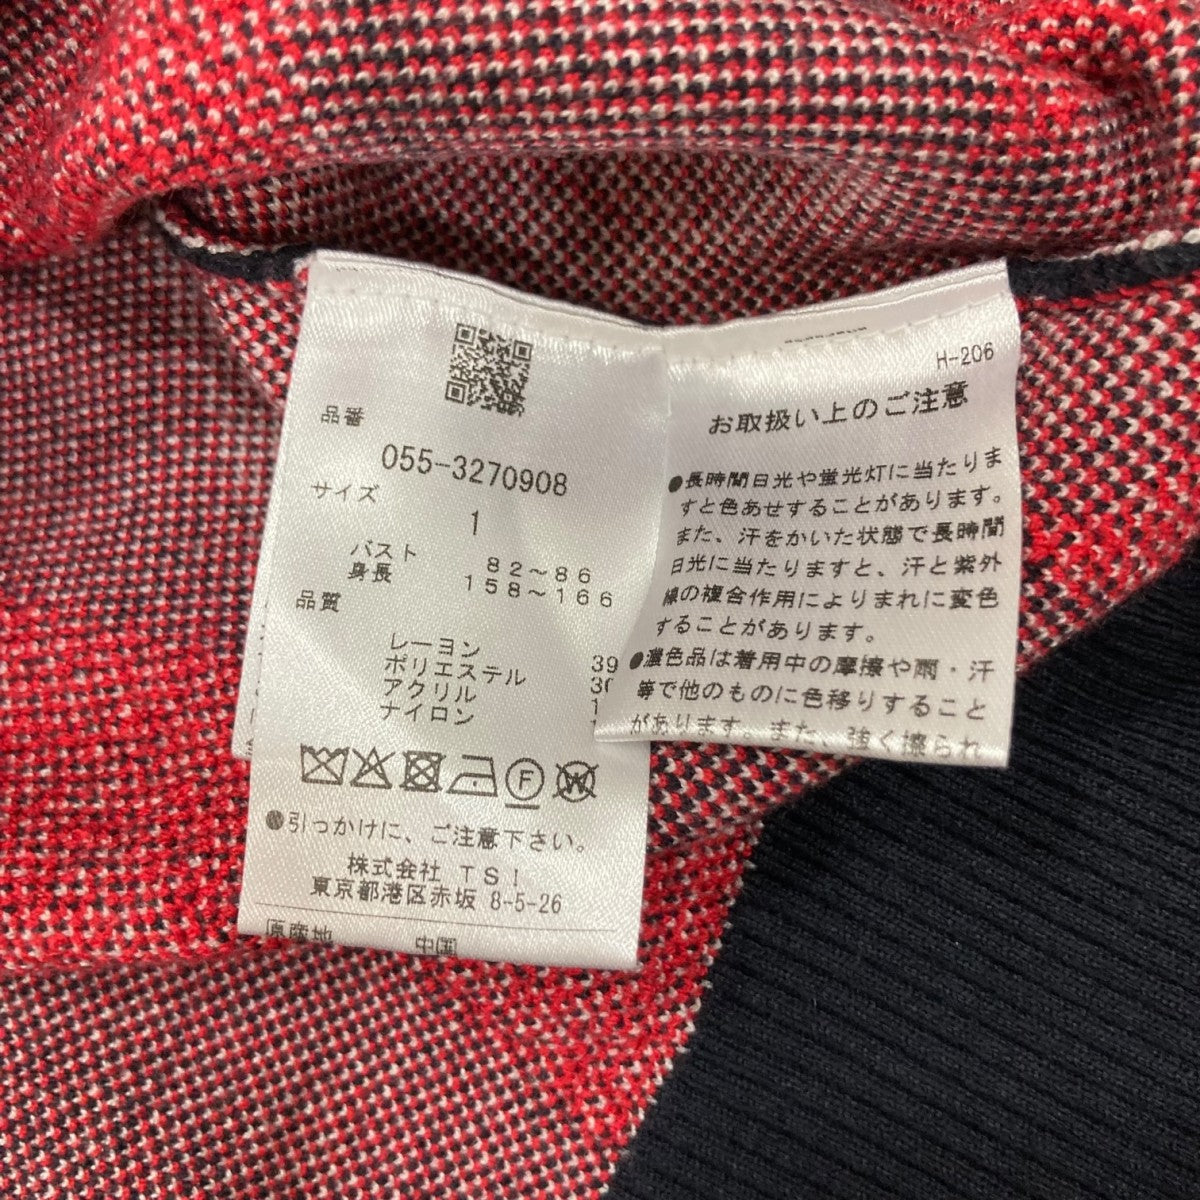 品番
055-3270908
サイズ
1
バスト 82～86
身長 158～166
品質
レーヨン 39
ポリエステル
アクリル
ナイロン
F
W
●引っかけに、ご注意下さい。
株式会社 TSI
東京都港区赤坂 8-5-26
原産地 中国
H-206
お取扱い上のご注意
●長時間日光や蛍光灯に当たりま
すと色あせすることがあります。
また、汗をかいた状態で長時間
日光に当たりますと、汗と紫外
線の複合作用によりまれに変色
することがあります。
●濃色品は着用中の摩擦や雨・汗
等で他のものに色移りすること
があります。また、強く擦られ